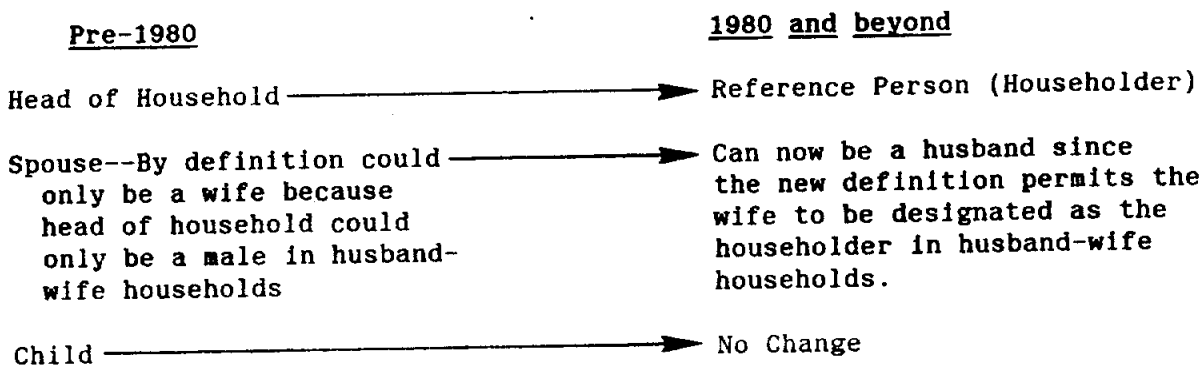 Pre-1980
1980 and beyond
Head of Household
Reference Person (Householder)
Spouse--By definition could
only be a wife because
head of household could
only be a male in husband-
wife households
Can now be a husband since
the new definition permits the
wife to be designated as the
householder in husband-wife
households.
Child
No Change